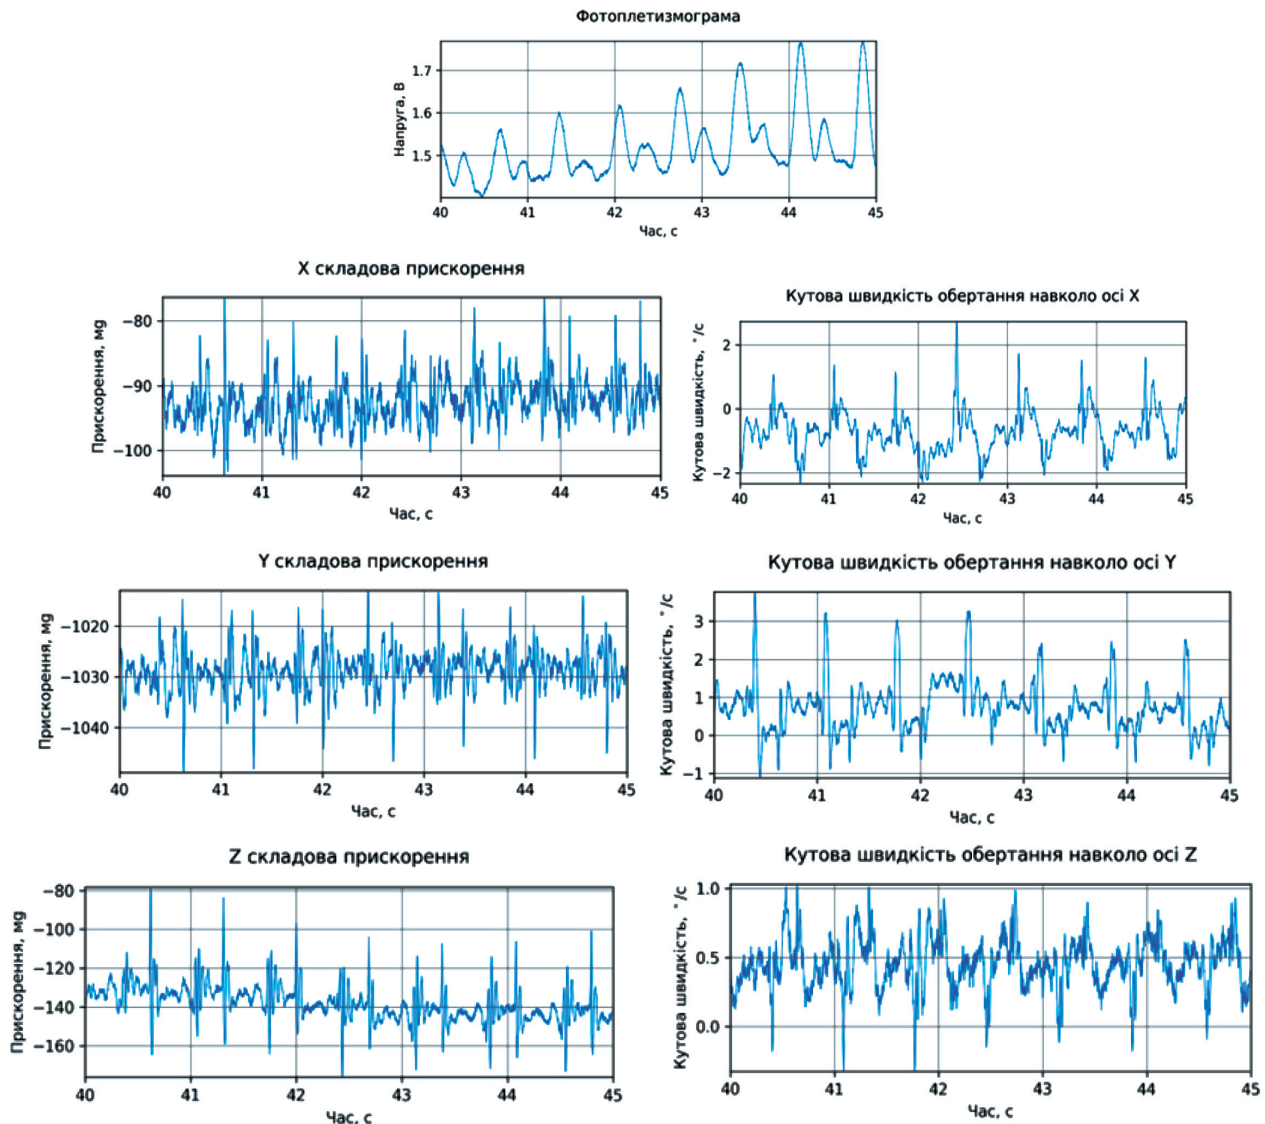 Фотоплетизмограма
Напруга, В
1.7
1.6
1.5
40 41 42 43 44 45
Час, с
X складова прискорення
Прискорення, mg
−80
−90
−100
40 41 42 43 44 45
Час, с
Кутова швидкість обертання навколо осі X
Кутова швидкість, °/с
2
0
−2
40 41 42 43 44 45
Час, с
Y складова прискорення
Прискорення, мg
−1020
−1030
−1040
40 41 42 43 44 45
Час, с
Кутова швидкість обертання навколо осі Y
Кутова швидкість, °/с
3
2
1
0
−1
40 41 42 43 44 45
Час, с
Z складова прискорення
Прискорення, мg
−80
−100
−120
−140
−160
40 41 42 43 44 45
Час, с
Кутова швидкість обертання навколо осі Z
Кутова швидкість, °/с
1.0
0.5
0.0
40 41 42 43 44 45
Час, с